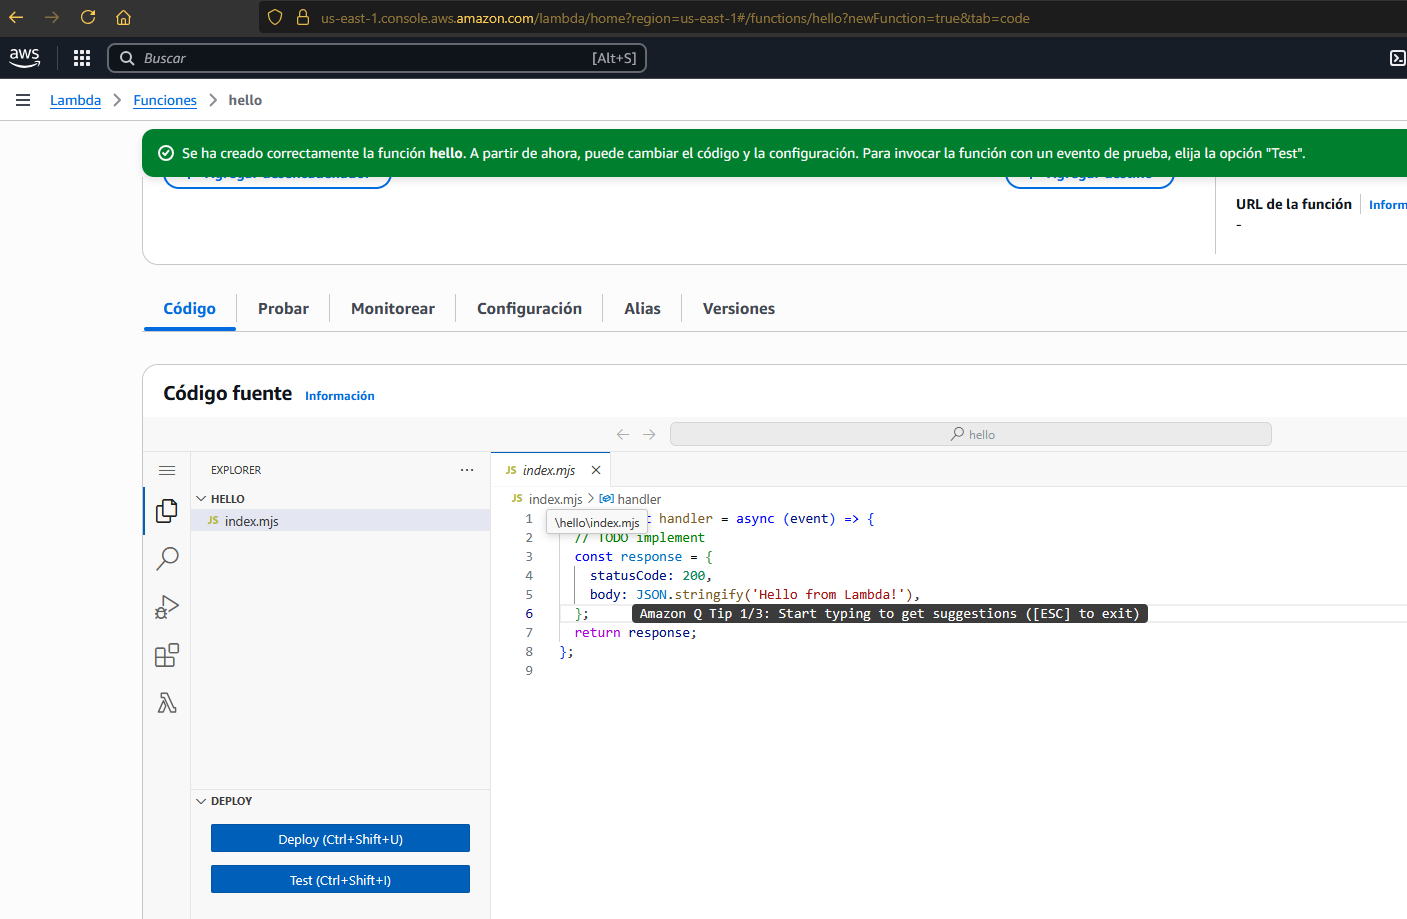 us-east-1.console.aws.amazon.com/lambda/home?region=us-east-1#/functions/hello?newFunction=true&tab=code
aws
Buscar
[Alt+S]
Lambda > Funciones > hello
Se ha creado correctamente la función hello. A partir de ahora, puede cambiar el código y la configuración. Para invocar la función con un evento de prueba, elija la opción "Test".
URL de la función
Inform
-
Código
Probar
Monitorear
Configuración
Alias
Versiones
Código fuente
Información
hello
EXPLORER
...
JS index.mjs
HELLO
JS index.mjs
JS index.mjs > handler
\hello\index.mjs
1 handler = async (event) => {
2 // TODO implement
3 const response = {
4 statusCode: 200,
5 body: JSON.stringify('Hello from Lambda!'),
6 };
Amazon Q Tip 1/3: Start typing to get suggestions ([ESC] to exit)
7 return response;
8 };
9
DEPLOY
Deploy (Ctrl+Shift+U)
Test (Ctrl+Shift+I)